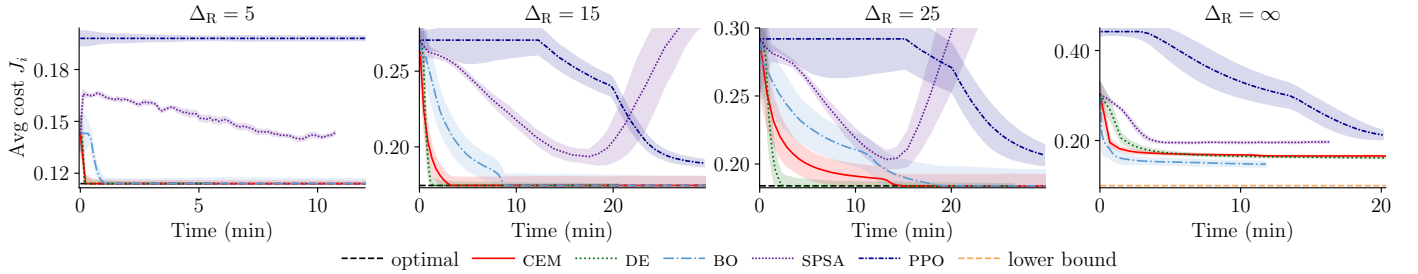 Δ_R = 5
Δ_R = 15
Δ_R = 25
Δ_R = ∞
Avg cost J_i
0.18
0.15
0.12
0.25
0.20
0.30
0.25
0.20
0.40
0.20
0 5 10
0 10 20
0 10 20
0 10 20
Time (min)
Time (min)
Time (min)
Time (min)
optimal CEM DE BO SPSA PPO lower bound